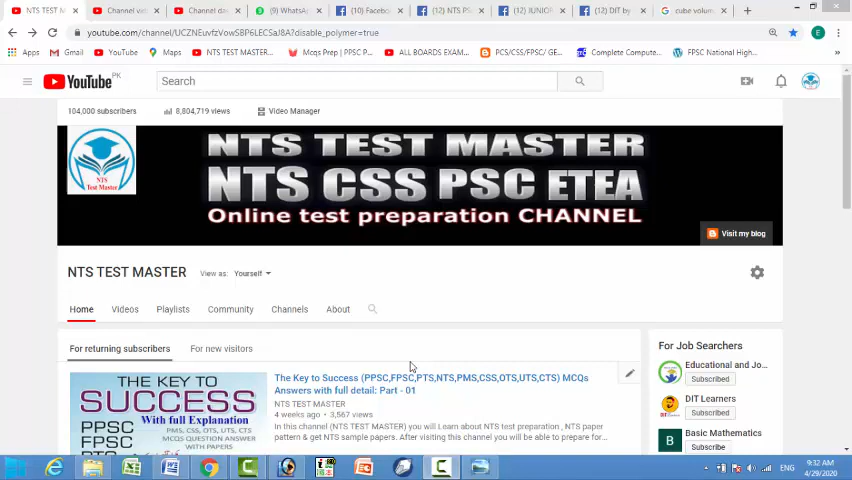 NTS TEST M
Channel vid
Channel das
(9) WhatsA
(10) Facebo
(12) NTS PS
(12) JUNIOR
(12) DIT by
cube volum
youtube.com/channel/UCZNEuvfzVowSBP6LECSaJ8A?disable_polymer=true
E
Apps
Gmail
YouTube
Maps
NTS TEST MASTER...
Mcqs Prep | PPSC P...
ALL BOARDS EXAM...
PCS/CSS/FPSC/ GE...
Complete Compute...
FPSC National High...
YouTube PK
Search
104,000 subscribers
8,804,719 views
Video Manager
NTS TEST MASTER
NTS CSS PSC ETEA
Online test preparation CHANNEL
NTS
Test Master
Visit my blog
NTS TEST MASTER
View as: Yourself
Home
Videos
Playlists
Community
Channels
About
For returning subscribers
For new visitors
For Job Searchers
The Key to Success (PPSC,FPSC,PTS,NTS,PMS,CSS,OTS,UTS,CTS) MCQs
Answers with full detail: Part - 01
NTS TEST MASTER
4 weeks ago • 3,567 views
In this channel (NTS TEST MASTER) you will Learn about NTS test preparation , NTS paper
pattern & get NTS sample papers. After visiting this channel you will be able to prepare for...
THE KEY TO
SUCCESS
With full Explanation
PPSC
FPSC
PTS
PMS, CSS, OTS, UTS, CTS
MCQS QUESTION ANSWER
WITH PAPERS
Educational and Jo...
Subscribed
DIT Learners
Subscribed
B
Basic Mathematics
Subscribe
ENG
9:32 AM
4/29/2020